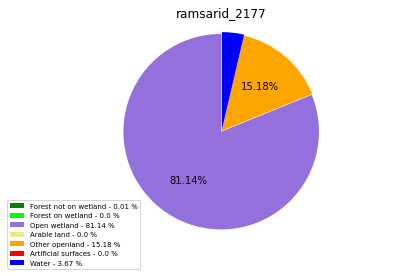 ramsarid_2177
15.18%
81.14%
Forest not on wetland - 0.01 %
Forest on wetland - 0.0 %
Open wetland - 81.14 %
Arable land - 0.0 %
Other openland - 15.18 %
Artificial surfaces - 0.0 %
Water - 3.67 %